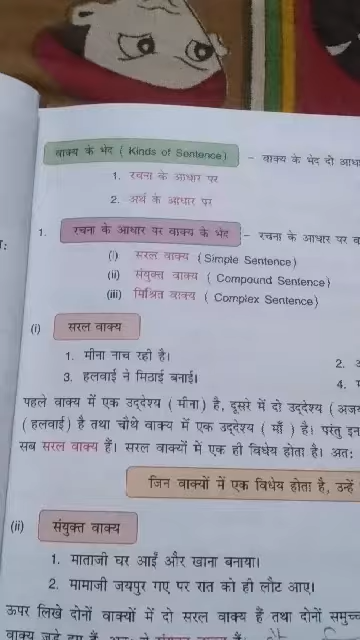 वाक्य के भेद ( Kinds of Sentence) - वाक्य के भेद दो
1. रचना के आधार पर
2. अर्थ के आधार पर
1. रचना के आधार पर वाक्य के भेद - रचना के आधार पर
(i) सरल वाक्य (Simple Sentence)
(ii) संयुक्त वाक्य ( Compound Sentence)
(iii) मिश्रित वाक्य ( Complex Sentence)
(i) सरल वाक्य
1. मीना नाच रही है। 2.
3. हलवाई ने मिठाई बनाई। 4.
पहले वाक्य में एक उद्देश्य ( मीना) है, दूसरे में दो उद्देश्य
( हलवाई) है तथा चौथे वाक्य में एक उद्देश्य ( माँ ) है। परंतु इन
सब सरल वाक्य हैं। सरल वाक्यों में एक ही विधेय होता है। अत:
जिन वाक्यों में एक विधेय होता है, उन्हें
(ii) संयुक्त वाक्य
1. माताजी घर आईं और खाना बनाया।
2. मामाजी जयपुर गए पर रात को ही लौट आए।
ऊपर लिखे दोनों वाक्यों में दो सरल वाक्य हैं तथा दोनों